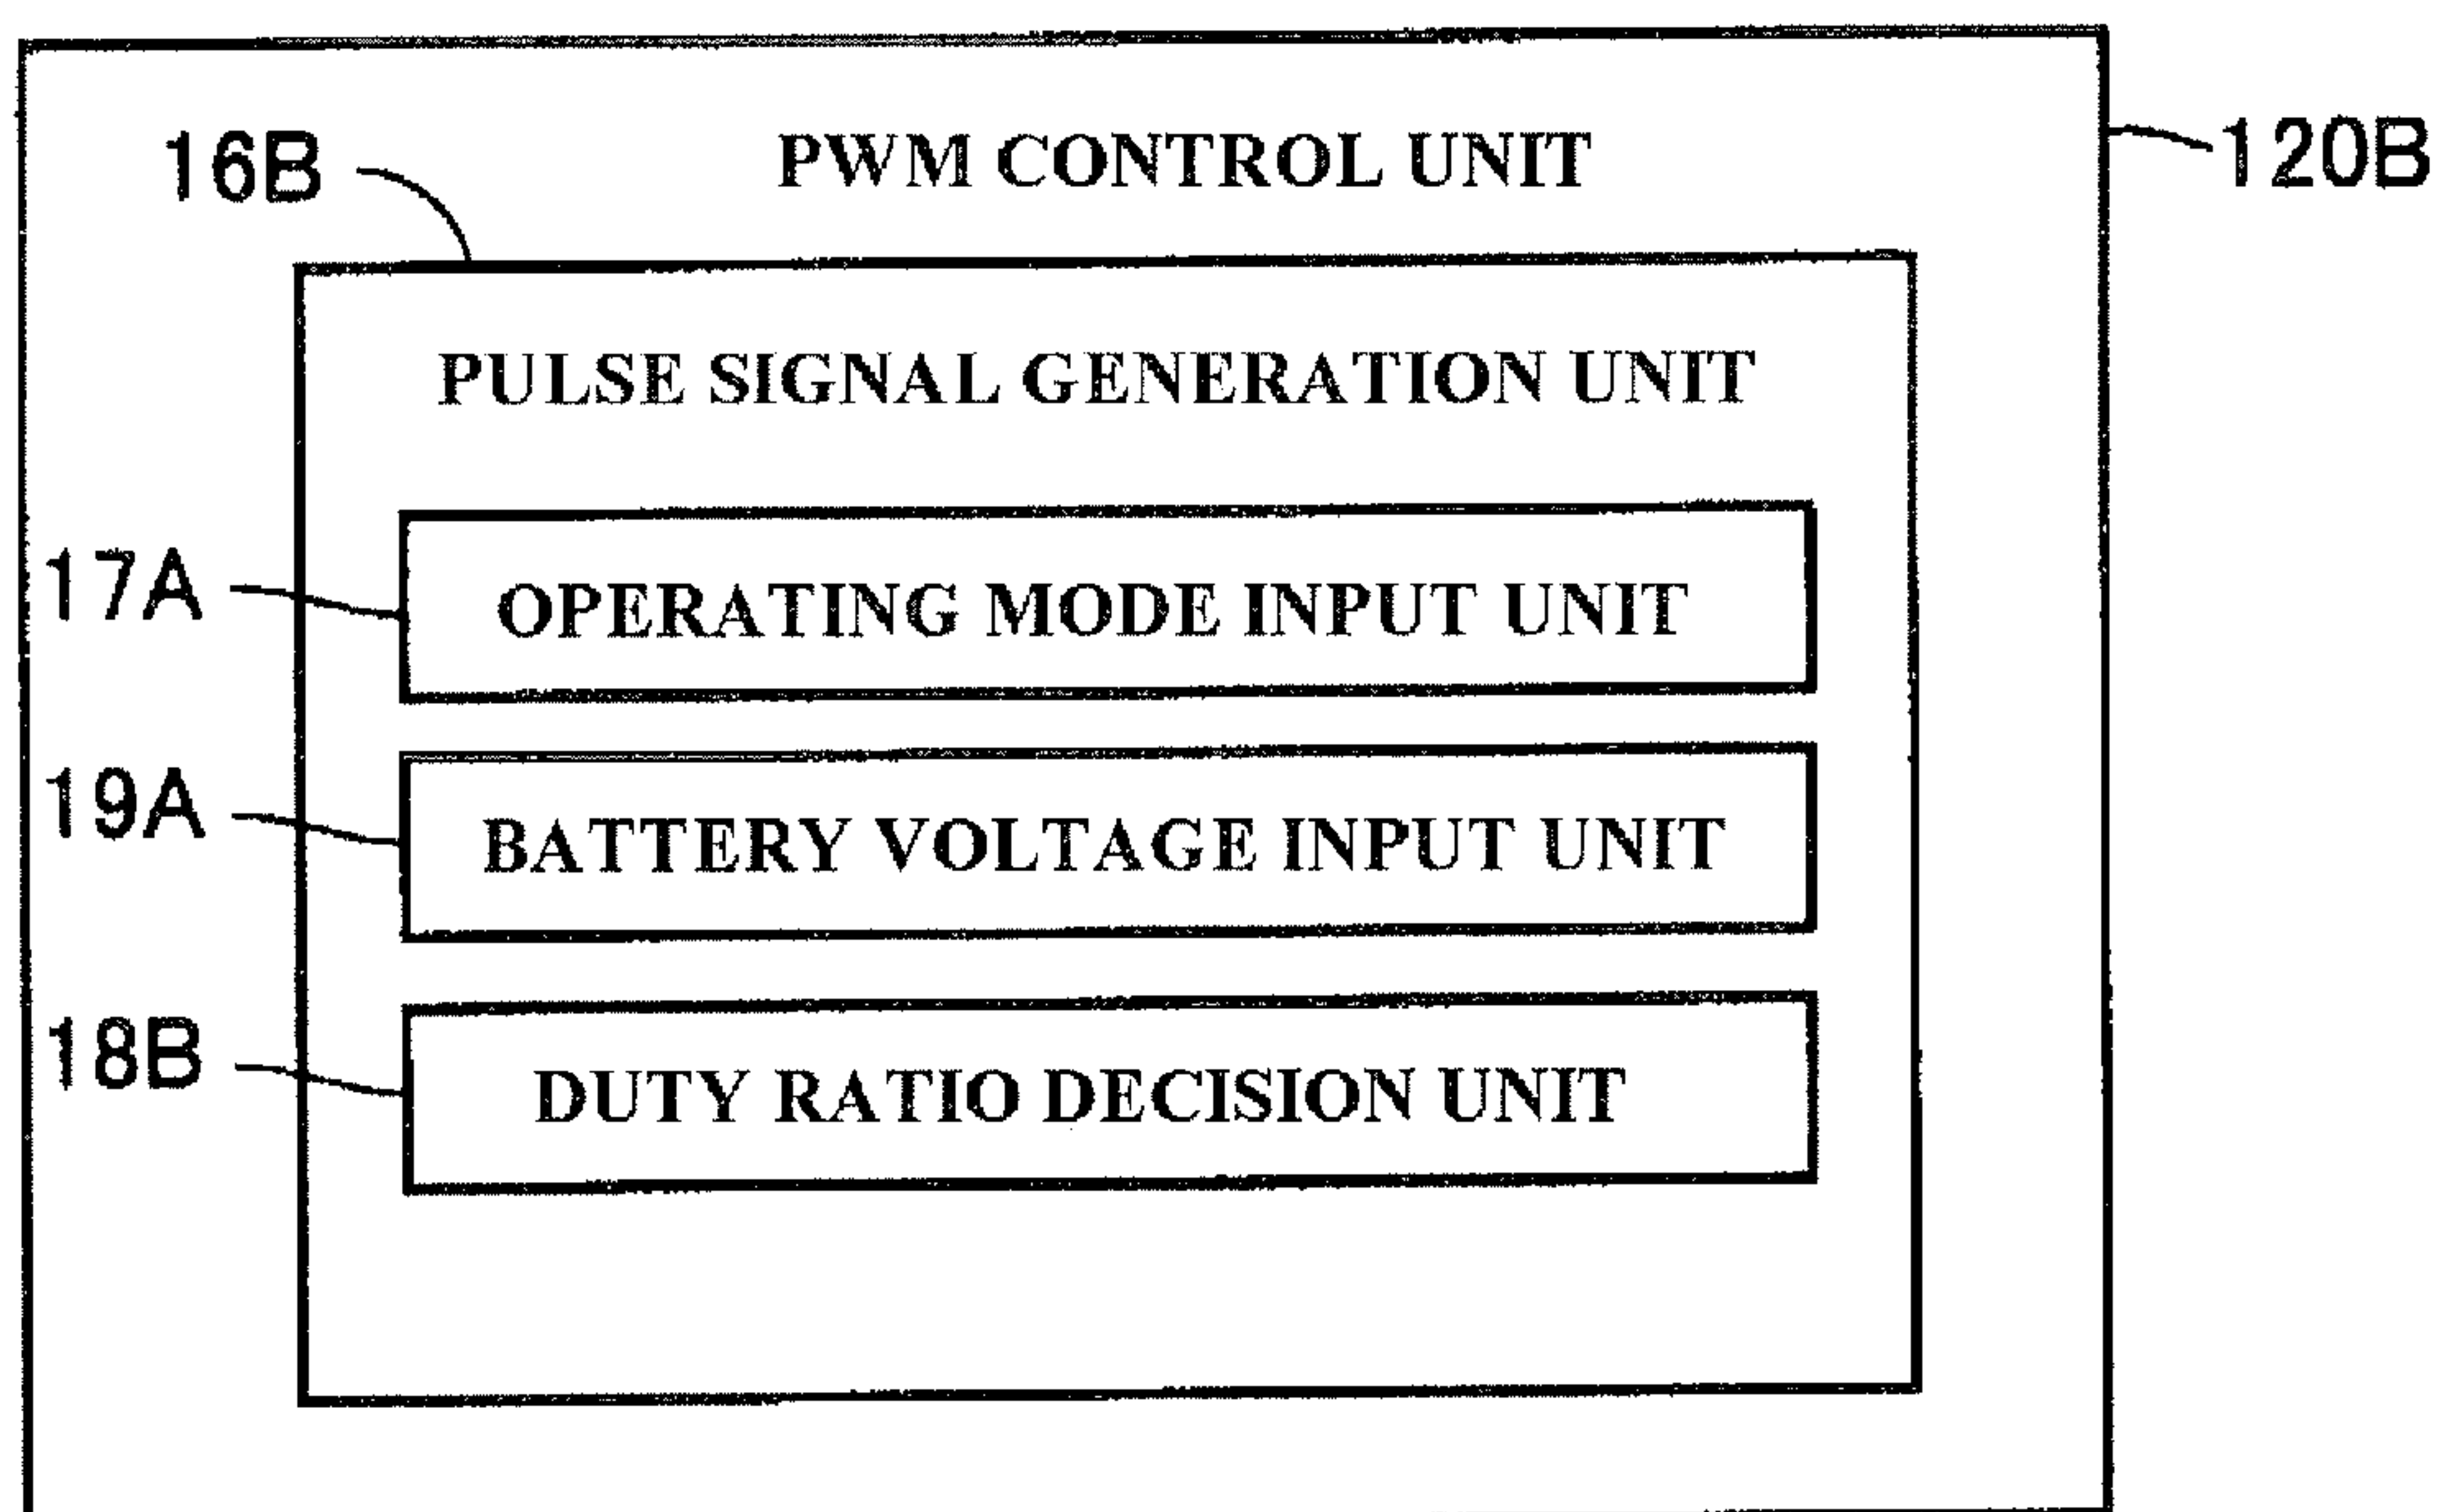 PWM CONTROL UNIT
120B
16B
PULSE SIGNAL GENERATION UNIT
17A
OPERATING MODE INPUT UNIT
19A
BATTERY VOLTAGE INPUT UNIT
18B
DUTY RATIO DECISION UNIT